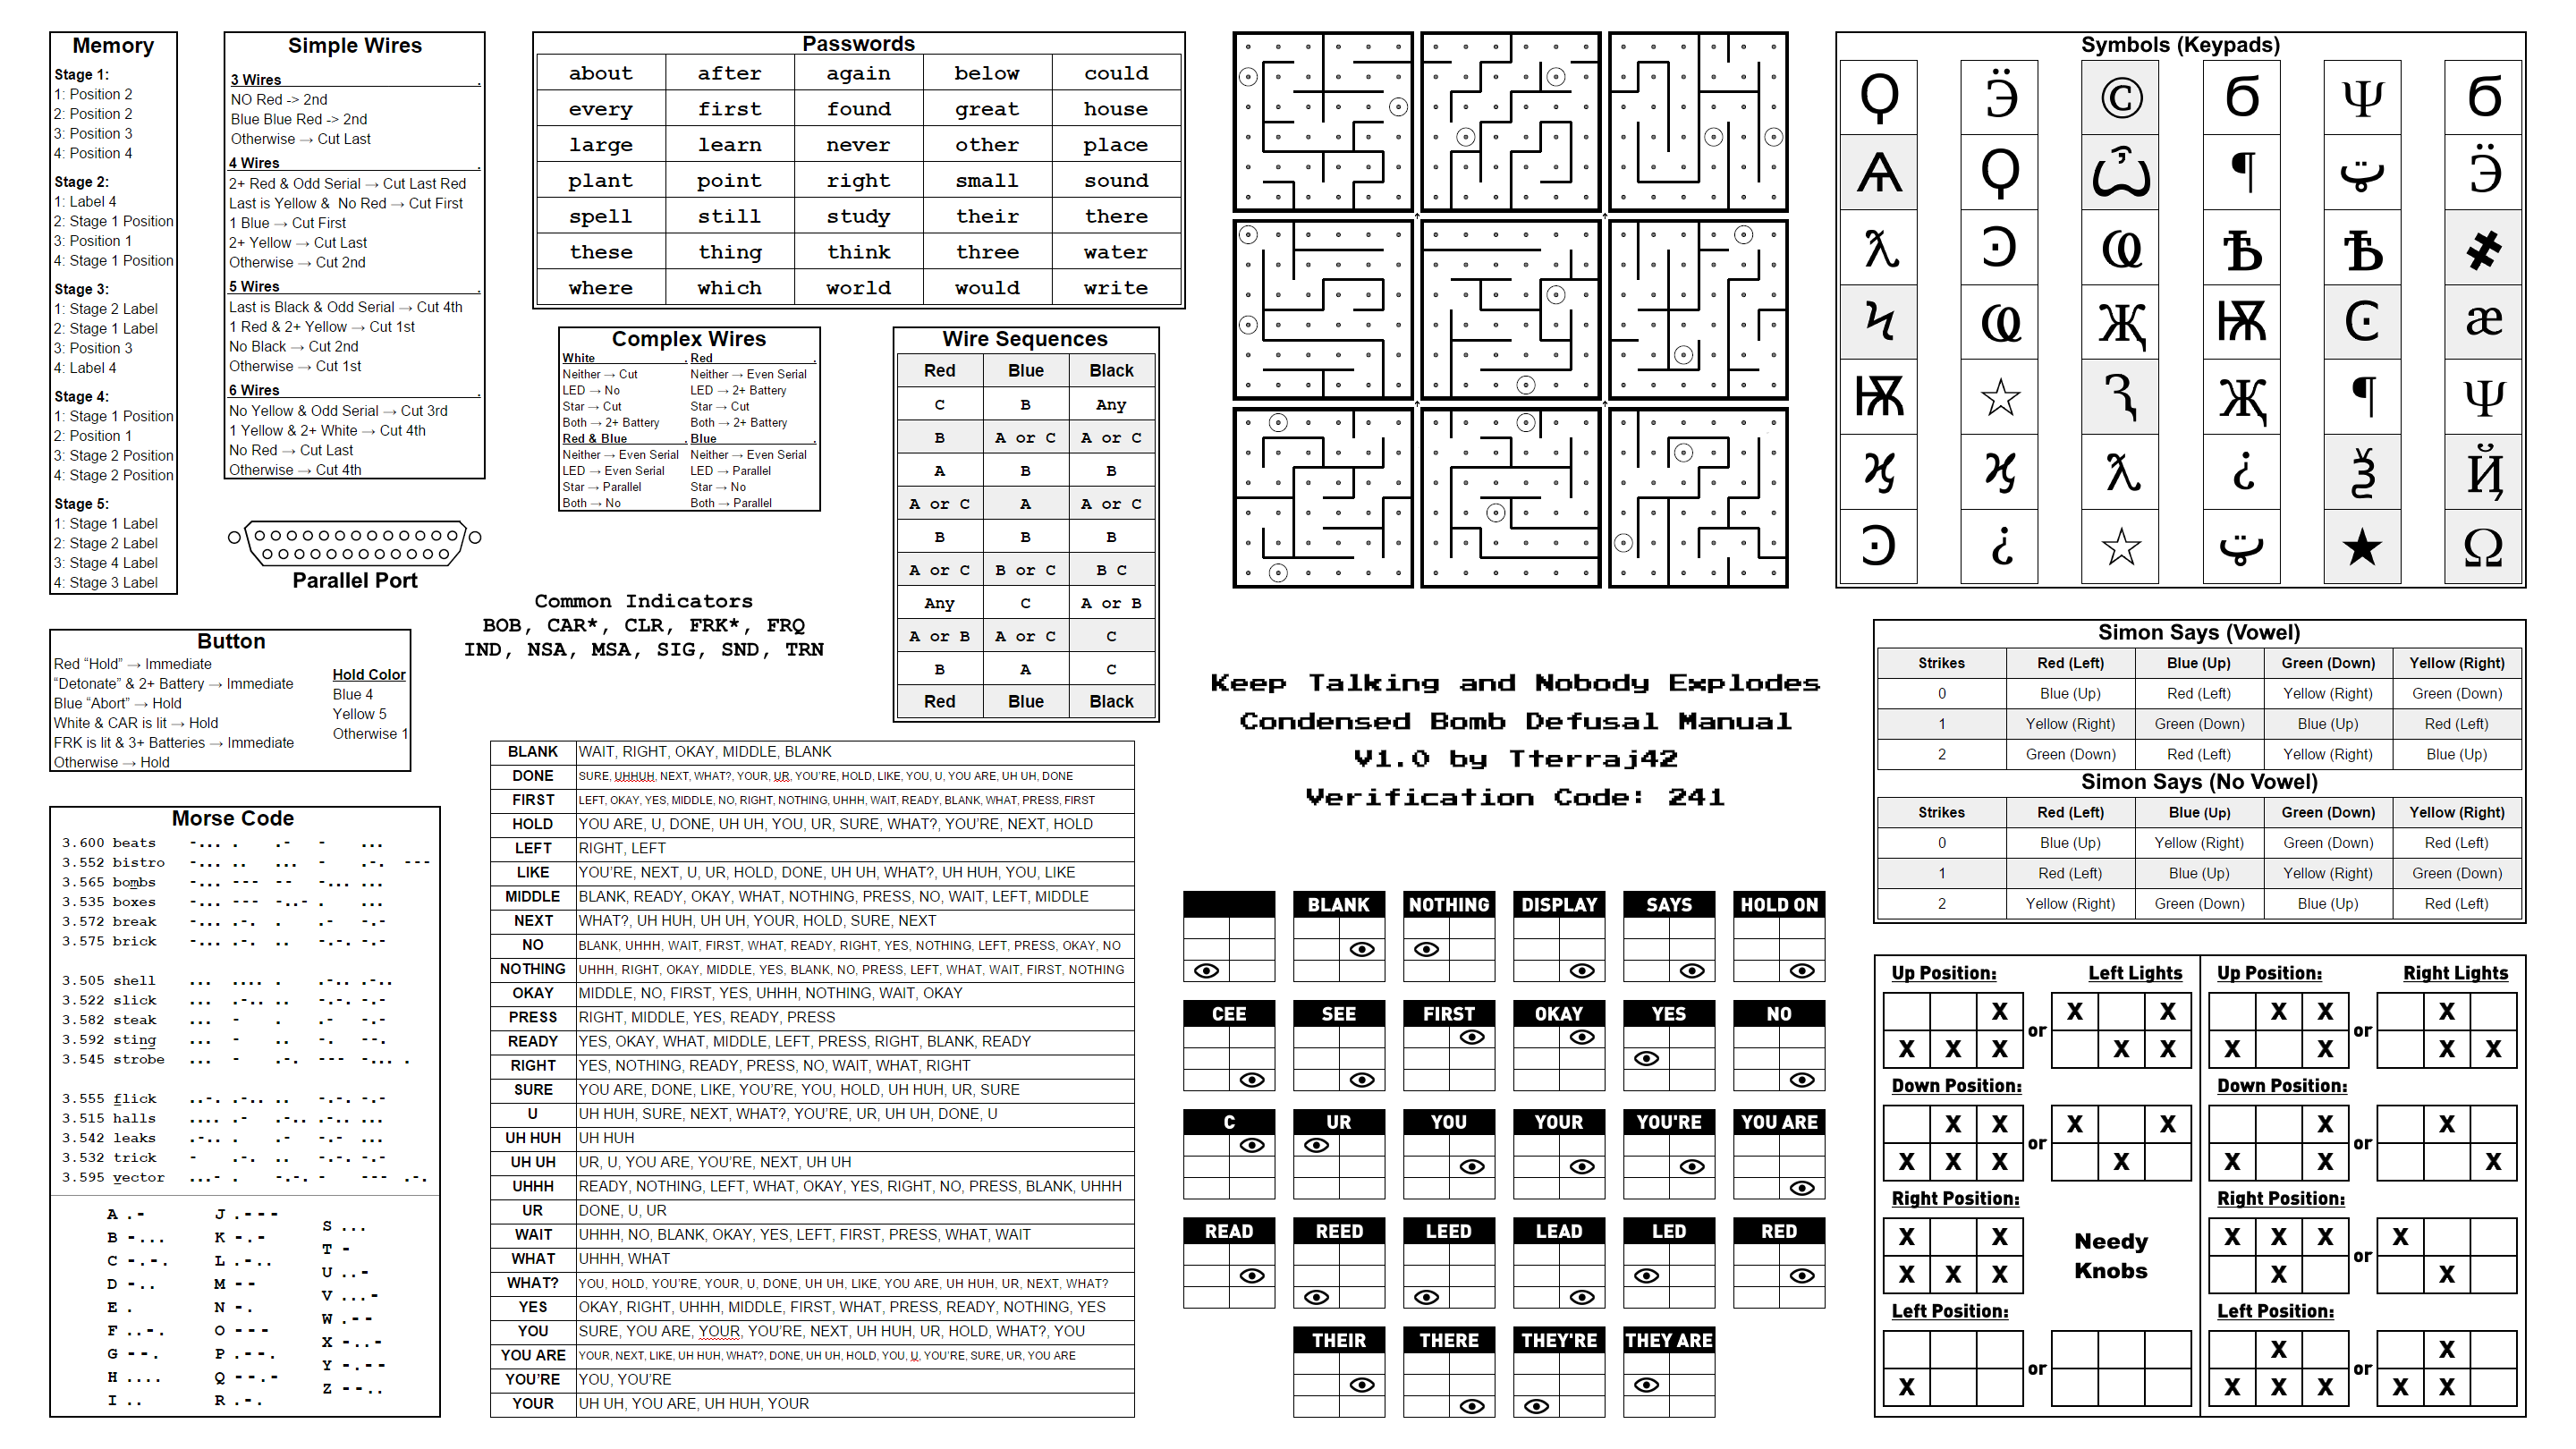 Memory
Stage 1:
1: Position 2
2: Position 2
3: Position 3
4: Position 4
Stage 2:
1: Label 4
2: Stage 1 Position
3: Position 1
4: Stage 1 Position
Stage 3:
1: Stage 2 Label
2: Stage 1 Label
3: Position 3
4: Label 4
Stage 4:
1: Stage 1 Position
2: Position 1
3: Stage 2 Position
4: Stage 2 Position
Stage 5:
1: Stage 1 Label
2: Stage 2 Label
3: Stage 4 Label
4: Stage 3 Label
Simple Wires
3 Wires
NO Red -> 2nd
Blue Blue Red -> 2nd
Otherwise → Cut Last
4 Wires
2+ Red & Odd Serial → Cut Last Red
Last is Yellow & No Red → Cut First
1 Blue → Cut First
2+ Yellow → Cut Last
Otherwise → Cut 2nd
5 Wires
Last is Black & Odd Serial → Cut 4th
1 Red & 2+ Yellow → Cut 1st
No Black → Cut 2nd
Otherwise → Cut 1st
6 Wires
No Yellow & Odd Serial → Cut 3rd
1 Yellow & 2+ White → Cut 4th
No Red → Cut Last
Otherwise → Cut 4th
Parallel Port
Passwords
about after again below could
every first found great house
large learn never other place
plant point right small sound
spell still study their there
these thing think three water
where which world would write
Complex Wires
White Red
Neither → Cut Neither → Even Serial
LED → No LED → 2+ Battery
Star → Cut Star → Cut
Both → 2+ Battery Both → 2+ Battery
Red & Blue Blue
Neither → Even Serial Neither → Even Serial
LED → Even Serial LED → Parallel
Star → Parallel Star → No
Both → No Both → Parallel
Wire Sequences
Red Blue Black
C B Any
B A or C A or C
A B B
A or C A A or C
B B B
A or C B or C B C
Any C A or B
A or B A or C C
B A C
Red Blue Black
Common Indicators
BOB, CAR*, CLR, FRK*, FRQ
IND, NSA, MSA, SIG, SND, TRN
Button
Red “Hold” → Immediate
“Detonate” & 2+ Battery → Immediate
Blue “Abort” → Hold
White & CAR is lit → Hold
FRK is lit & 3+ Batteries → Immediate
Otherwise → Hold
Hold Color
Blue 4
Yellow 5
Otherwise 1
Morse Code
3.600 beats -... . .- - ...
3.552 bistro -... .. ... - .-. ---
3.565 bombs -... --- -- -... ...
3.535 boxes -... --- -..- . ...
3.572 break -... .-. . .- -.-
3.575 brick -... .-. .. -.-. -.-
3.505 shell ... .... . .-.. .-..
3.522 slick ... .-.. .. -.-. -.-
3.582 steak ... - . .- -.-
3.592 sting ... - .. -. --.
3.545 strobe ... - .-. --- -... .
3.555 flick ..-. .-.. .. -.-. -.-
3.515 halls .... .- .-.. .-.. ...
3.542 leaks .-.. . .- -.- ...
3.532 trick - .-. .. -.-. -.-
3.595 vector ...- . -.-. - --- .-.
A .-
B -...
C -.-.
D -..
E .
F ..-.
G --.
H ....
I ..
J .---
K -.-
L .-..
M --
N -.
O ---
P .--.
Q --.-
R .-.
S ...
T -
U ..-
V ...-
W .--
X -..-
Y -.--
Z --..
BLANK WAIT, RIGHT, OKAY, MIDDLE, BLANK
DONE SURE, UHHUH, NEXT, WHAT?, YOUR, UR, YOU'RE, HOLD, LIKE, YOU, U, YOU ARE, UH UH, DONE
FIRST LEFT, OKAY, YES, MIDDLE, NO, RIGHT, NOTHING, UHHH, WAIT, READY, BLANK, WHAT, PRESS, FIRST
HOLD YOU ARE, U, DONE, UH UH, YOU, UR, SURE, WHAT?, YOU'RE, NEXT, HOLD
LEFT RIGHT, LEFT
LIKE YOU'RE, NEXT, U, UR, HOLD, DONE, UH UH, WHAT?, UH HUH, YOU, LIKE
MIDDLE BLANK, READY, OKAY, WHAT, NOTHING, PRESS, NO, WAIT, LEFT, MIDDLE
NEXT WHAT?, UH HUH, UH UH, YOUR, HOLD, SURE, NEXT
NO BLANK, UHHH, WAIT, FIRST, WHAT, READY, RIGHT, YES, NOTHING, LEFT, PRESS, OKAY, NO
NOTHING UHHH, RIGHT, OKAY, MIDDLE, YES, BLANK, NO, PRESS, LEFT, WHAT, WAIT, FIRST, NOTHING
OKAY MIDDLE, NO, FIRST, YES, UHHH, NOTHING, WAIT, OKAY
PRESS RIGHT, MIDDLE, YES, READY, PRESS
READY YES, OKAY, WHAT, MIDDLE, LEFT, PRESS, RIGHT, BLANK, READY
RIGHT YES, NOTHING, READY, PRESS, NO, WAIT, WHAT, RIGHT
SURE YOU ARE, DONE, LIKE, YOU'RE, YOU, HOLD, UH HUH, UR, SURE
U UH HUH, SURE, NEXT, WHAT?, YOU'RE, UR, UH UH, DONE, U
UH HUH UH HUH
UH UH UR, U, YOU ARE, YOU'RE, NEXT, UH UH
UHHH READY, NOTHING, LEFT, WHAT, OKAY, YES, RIGHT, NO, PRESS, BLANK, UHHH
UR DONE, U, UR
WAIT UHHH, NO, BLANK, OKAY, YES, LEFT, FIRST, PRESS, WHAT, WAIT
WHAT UHHH, WHAT
WHAT? YOU, HOLD, YOU'RE, YOUR, U, DONE, UH UH, LIKE, YOU ARE, UH HUH, UR, NEXT, WHAT?
YES OKAY, RIGHT, UHHH, MIDDLE, FIRST, WHAT, PRESS, READY, NOTHING, YES
YOU SURE, YOU ARE, YOUR, YOU'RE, NEXT, UH HUH, UR, HOLD, WHAT?, YOU
YOU ARE YOUR, NEXT, LIKE, UH HUH, WHAT?, DONE, UH UH, HOLD, YOU, U, YOU'RE, SURE, UR, YOU ARE
YOU'RE YOU, YOU'RE
YOUR UH UH, YOU ARE, UH HUH, YOUR
Keep Talking and Nobody Explodes
Condensed Bomb Defusal Manual
V1.0 by Tterraj42
Verification Code: 241
BLANK NOTHING DISPLAY SAYS HOLD ON
CEE SEE FIRST OKAY YES NO
C UR YOU YOUR YOU'RE YOU ARE
READ REED LEED LEAD LED RED
THEIR THERE THEY'RE THEY ARE
Symbols (Keypads)
Ϙ Ӭ © б Ψ б
Ѧ Ϙ Ѽ ¶ ټ Ӭ
ƛ Ͽ Ҩ Ѣ Ѣ ҂
Ϟ Ҩ Җ Ѭ Ͼ æ
Ѭ ☆ Ԇ Җ ¶ Ψ
ϗ ϗ ƛ ¿ Ѯ Ҋ
Ͽ ¿ ☆ ټ ★ Ω
Simon Says (Vowel)
Strikes Red (Left) Blue (Up) Green (Down) Yellow (Right)
0 Blue (Up) Red (Left) Yellow (Right) Green (Down)
1 Yellow (Right) Green (Down) Blue (Up) Red (Left)
2 Green (Down) Red (Left) Yellow (Right) Blue (Up)
Simon Says (No Vowel)
Strikes Red (Left) Blue (Up) Green (Down) Yellow (Right)
0 Blue (Up) Yellow (Right) Green (Down) Red (Left)
1 Red (Left) Blue (Up) Yellow (Right) Green (Down)
2 Yellow (Right) Green (Down) Blue (Up) Red (Left)
Up Position: Left Lights Up Position: Right Lights
X X X X X X
or or
X X X X X X X X X
Down Position: Down Position:
X X X X X X
or or
X X X X X X X
Right Position: Right Position:
X X X X X X
Needy or
X X X X X
Knobs
Left Position: Left Position:
X X
or or
X X X X X X